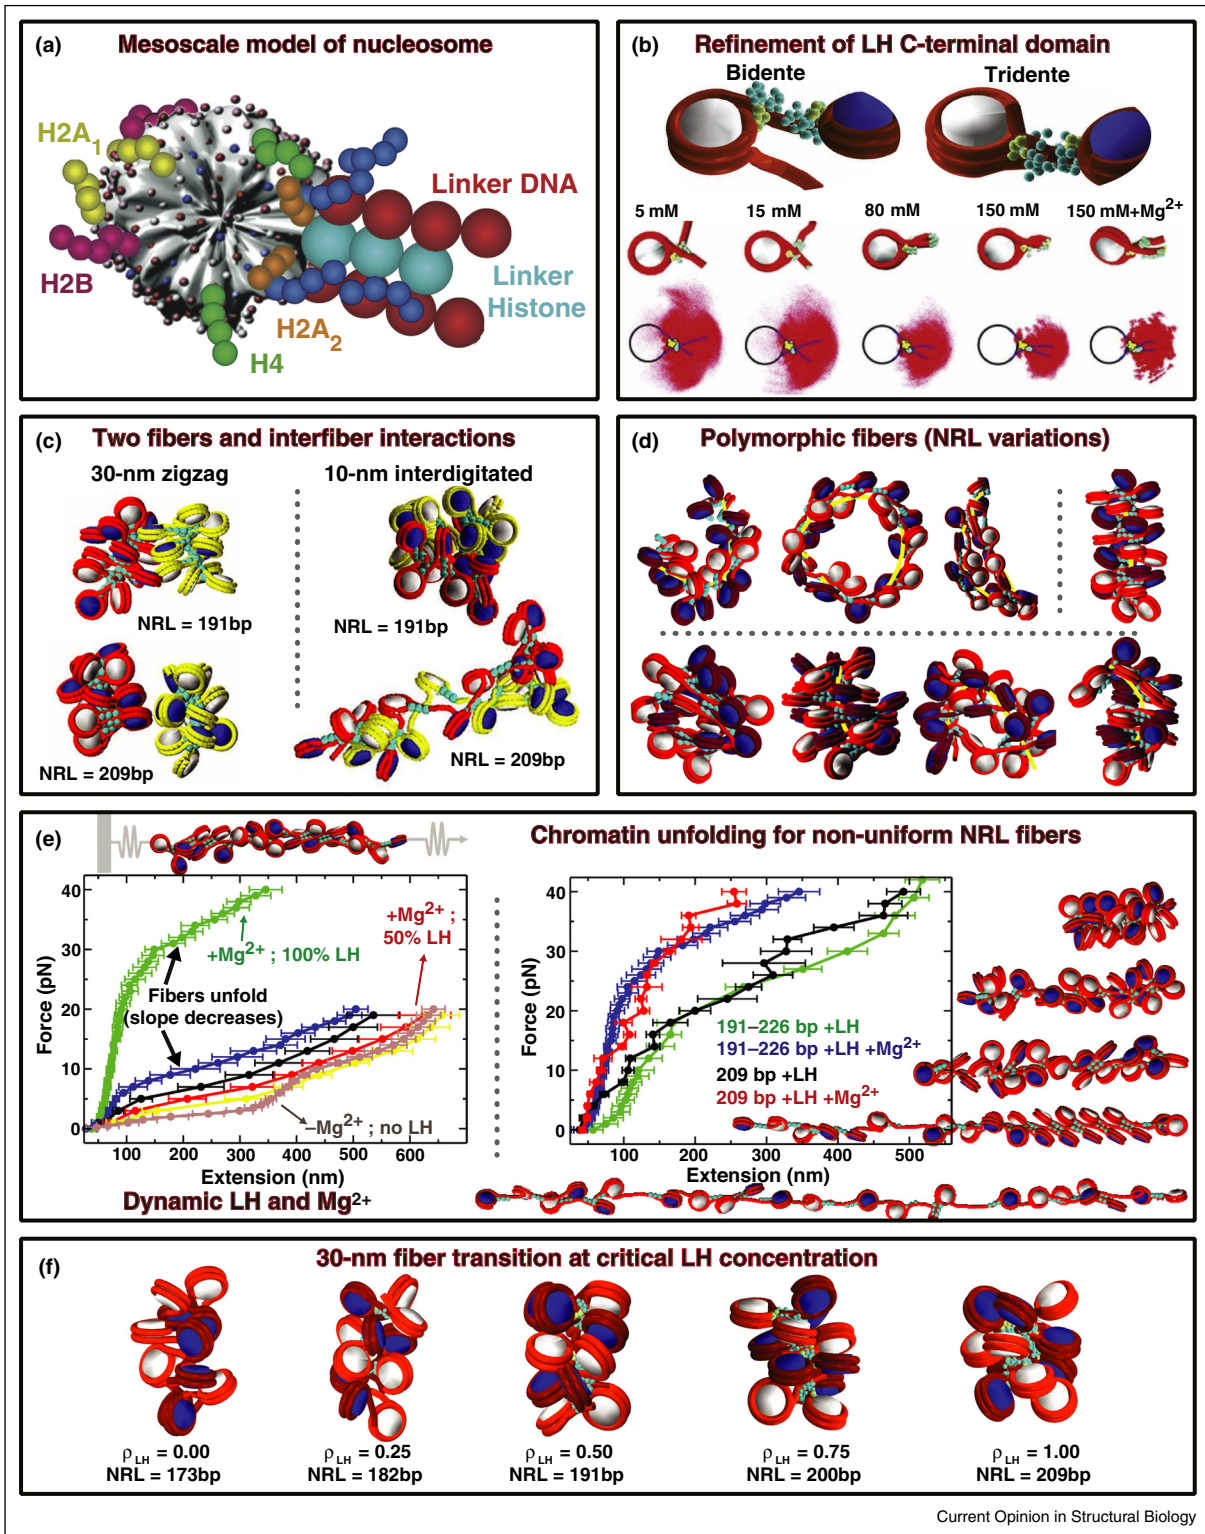 (a) Mesoscale model of nucleosome
H2A1
Linker DNA
H2B
Linker
Histone
H2A2
H4
(b) Refinement of LH C-terminal domain
Bidente Tridente
5 mM 15 mM 80 mM 150 mM 150 mM+Mg2+
(c) Two fibers and interfiber interactions
30-nm zigzag 10-nm interdigitated
NRL = 191bp NRL = 191bp
NRL = 209bp NRL = 209bp
(d) Polymorphic fibers (NRL variations)
(e) Chromatin unfolding for non-uniform NRL fibers
40
30
20
10
0
Force (pN)
+Mg2+ ;
50% LH
+Mg2+ ; 100% LH
Fibers unfold
(slope decreases)
–Mg2+ ; no LH
100 200 300 400 500 600
Extension (nm)
Dynamic LH and Mg2+
40
30
20
10
0
Force (pN)
191–226 bp +LH
191–226 bp +LH +Mg2+
209 bp +LH
209 bp +LH +Mg2+
100 200 300 400 500
Extension (nm)
(f) 30-nm fiber transition at critical LH concentration
ρLH = 0.00 ρLH = 0.25 ρLH = 0.50 ρLH = 0.75 ρLH = 1.00
NRL = 173bp NRL = 182bp NRL = 191bp NRL = 200bp NRL = 209bp
Current Opinion in Structural Biology